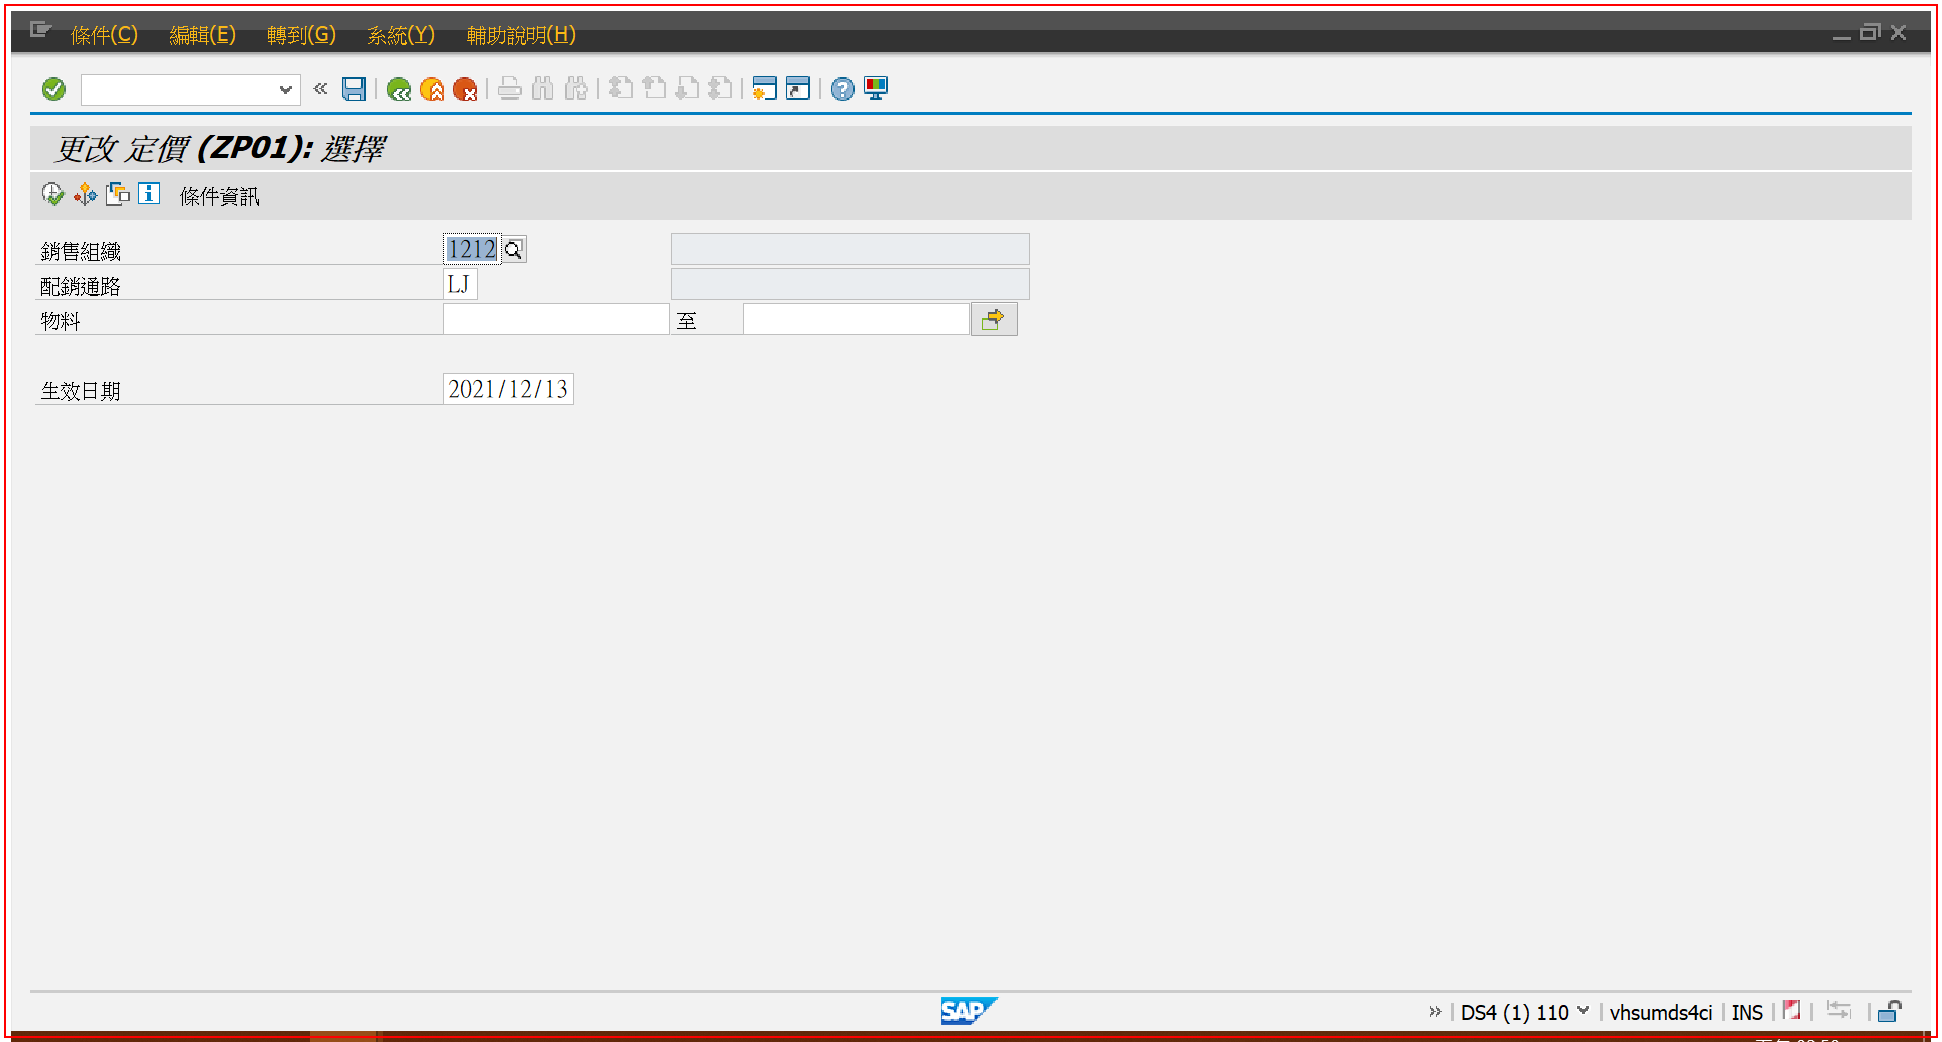 條件(C) 編輯(E) 轉到(G) 系統(Y) 輔助說明(H)
更改 定價 (ZP01): 選擇
條件資訊
銷售組織 1212
配銷通路 LJ
物料 至
生效日期 2021/12/13
SAP DS4 (1) 110 vhsumds4ci INS